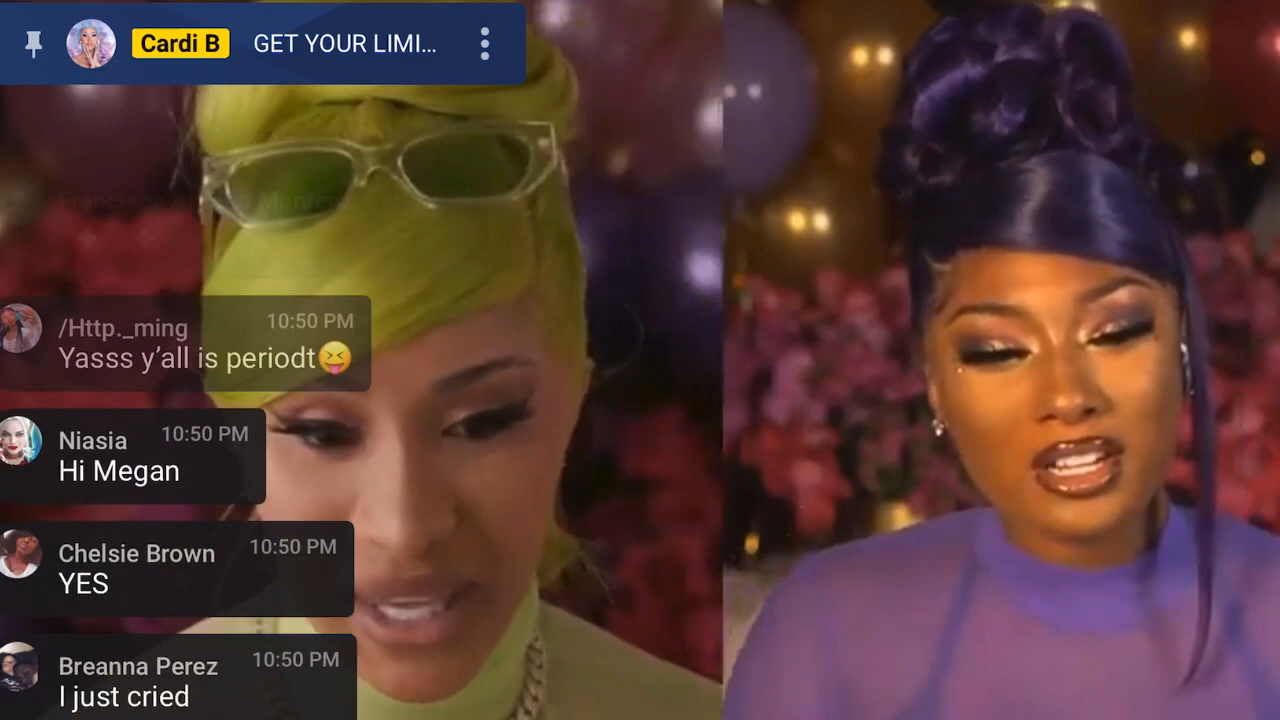 Cardi B GET YOUR LIMI...
/Http._ming 10:50 PM
Yasss y'all is periodt😝
Niasia 10:50 PM
Hi Megan
Chelsie Brown 10:50 PM
YES
Breanna Perez 10:50 PM
I just cried